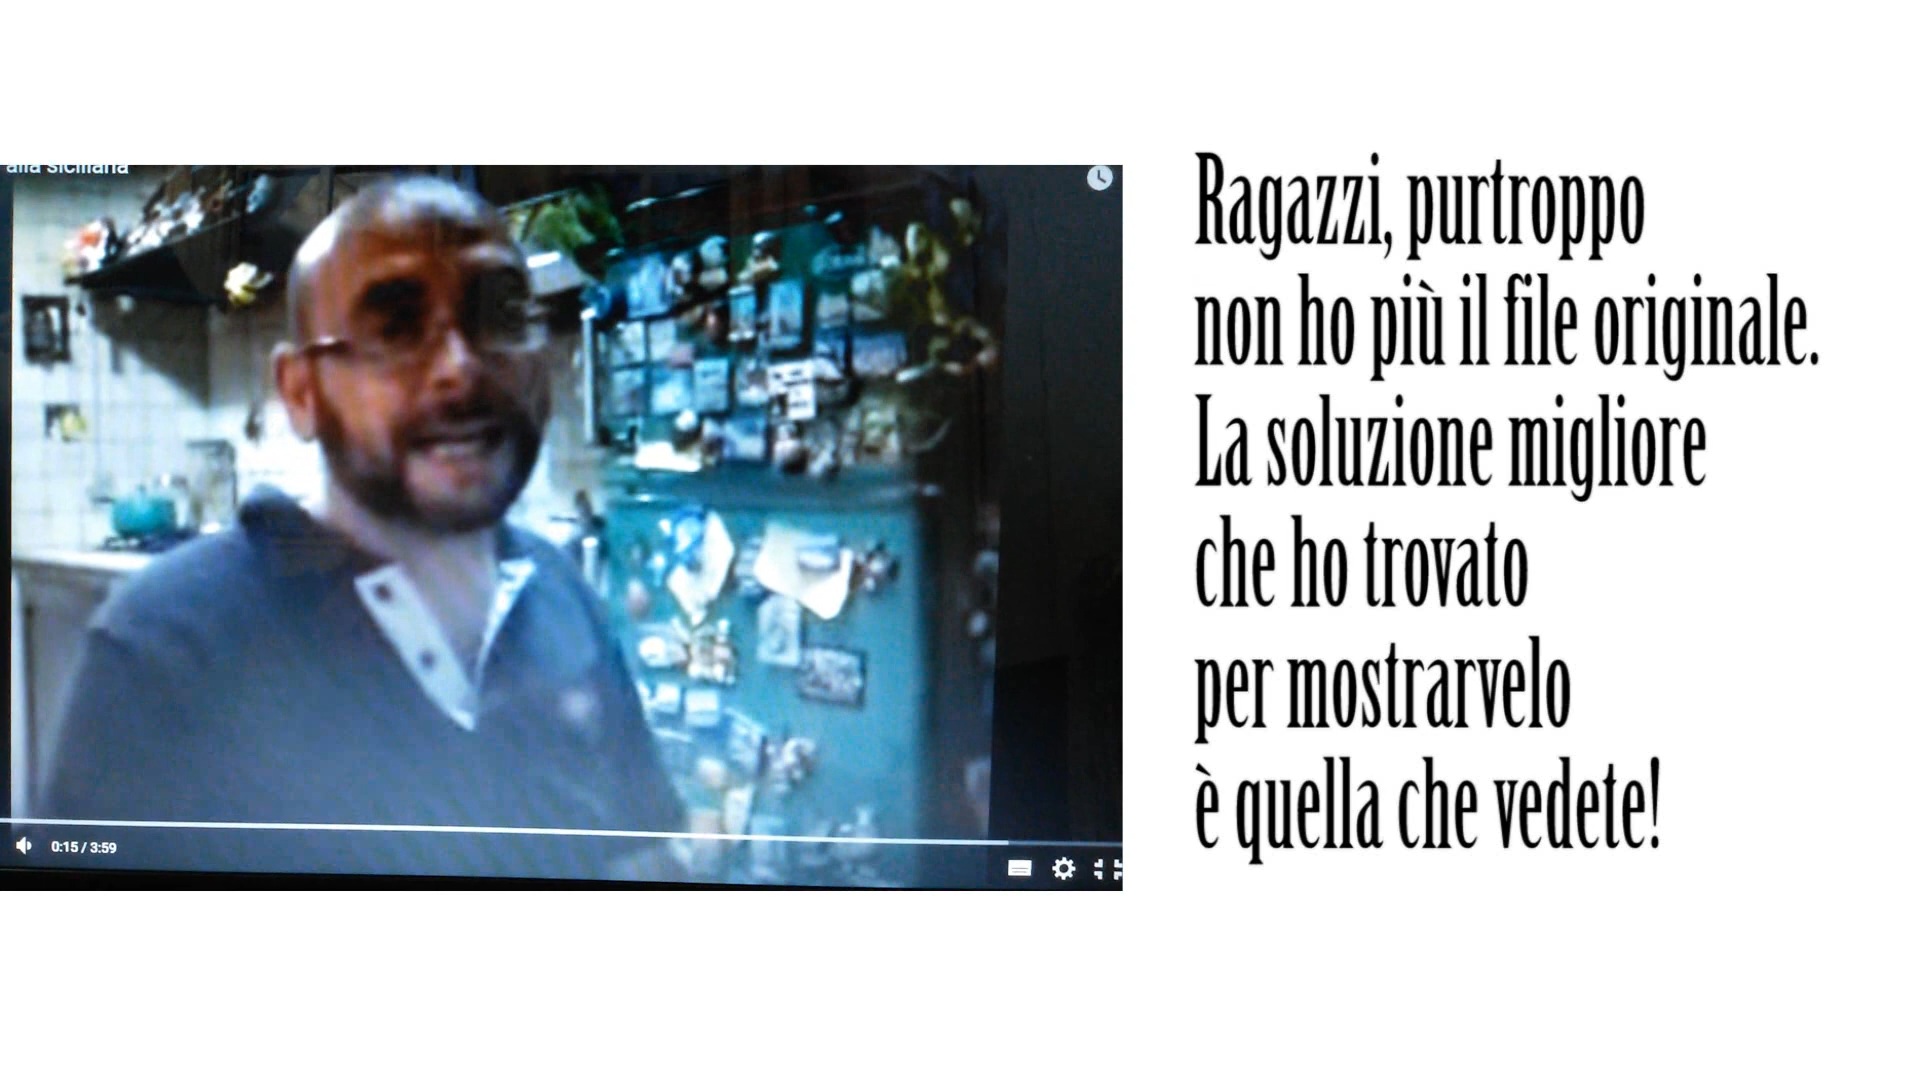 alla siciliana
Ragazzi, purtroppo
non ho più il file originale.
La soluzione migliore
che ho trovato
per mostrarvelo
è quella che vedete!
0:15 / 3:59